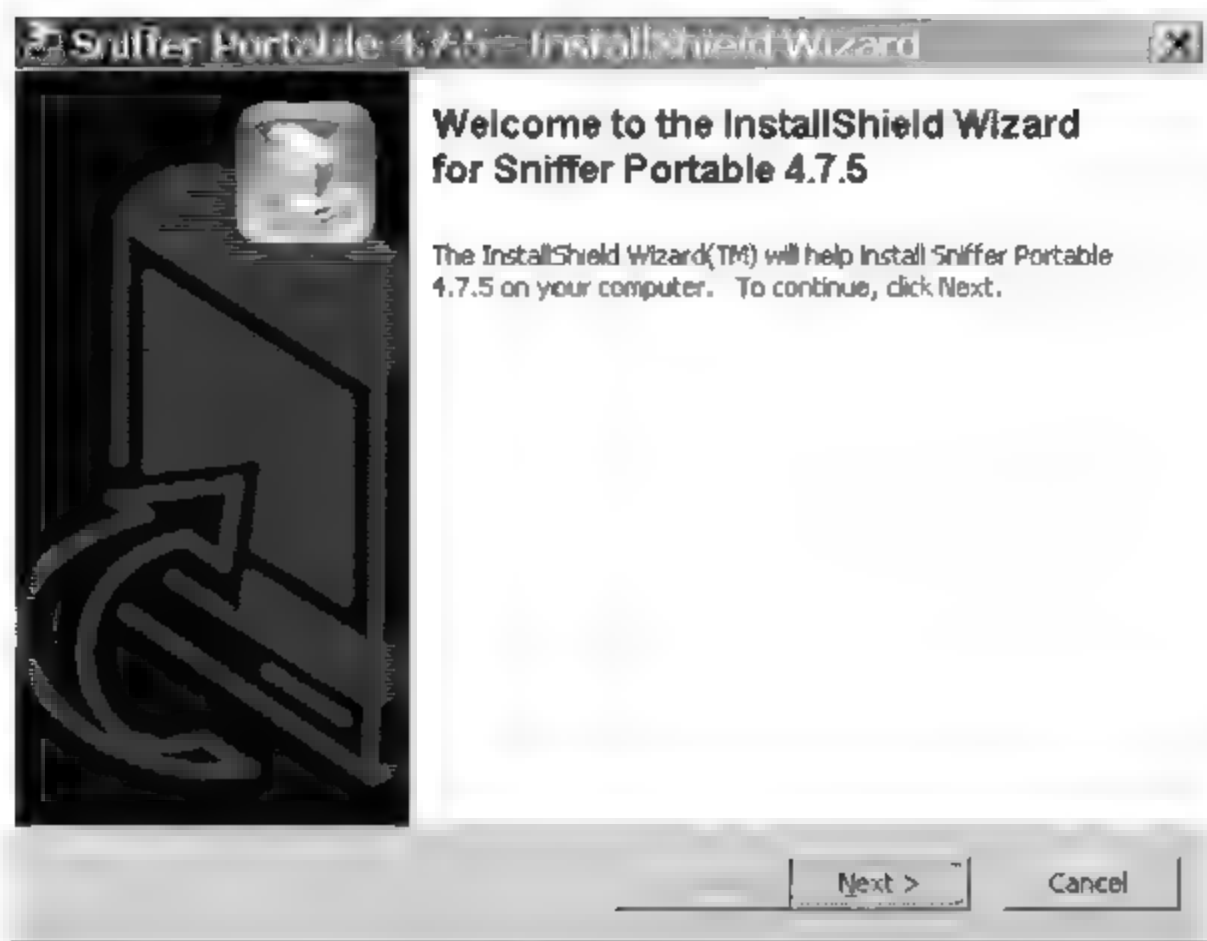 Sniffer Portable 4.7.5 - InstallShield Wizard
Welcome to the InstallShield Wizard
for Sniffer Portable 4.7.5
The InstallShield Wizard(TM) will help install Sniffer Portable
4.7.5 on your computer. To continue, click Next.
Next >
Cancel